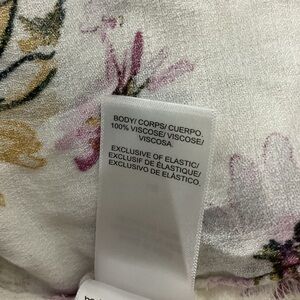 BODY/ CORPS/ CUERPO.
100% VISCOSE/ VISCOSE/
VISCOSA.
EXCLUSIVE OF ELASTIC/
EXCLUSIF DE ÉLASTIQUE/
EXCLUSIVO DE ELÁSTICO.